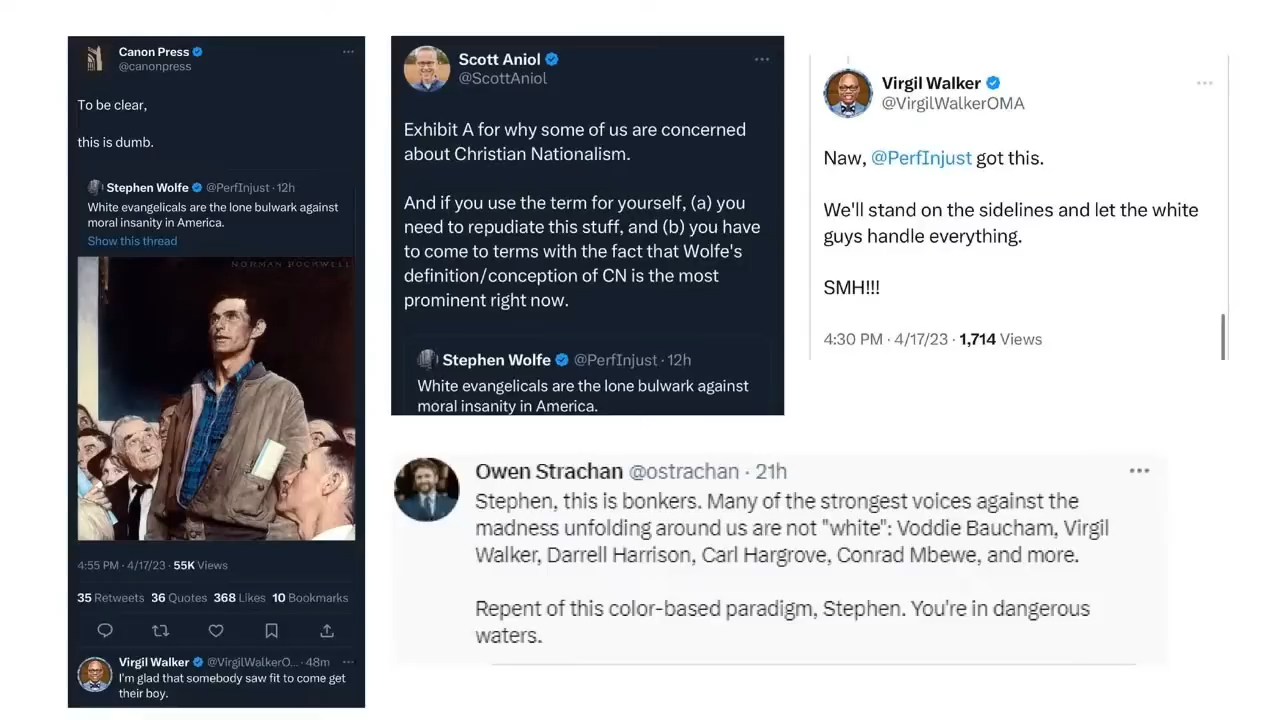 Canon Press
@canonpress
To be clear,
this is dumb.
Stephen Wolfe @PerfInjust · 12h
White evangelicals are the lone bulwark against
moral insanity in America.
Show this thread
NORMAN ROCKWELL
4:55 PM · 4/17/23 · 55K Views
35 Retweets 36 Quotes 368 Likes 10 Bookmarks
Virgil Walker @VirgilWalkerO... · 48m
I'm glad that somebody saw fit to come get
their boy.
Scott Aniol
@ScottAniol
Exhibit A for why some of us are concerned
about Christian Nationalism.
And if you use the term for yourself, (a) you
need to repudiate this stuff, and (b) you have
to come to terms with the fact that Wolfe's
definition/conception of CN is the most
prominent right now.
Stephen Wolfe @PerfInjust · 12h
White evangelicals are the lone bulwark against
moral insanity in America.
Virgil Walker
@VirgilWalkerOMA
Naw, @PerfInjust got this.
We'll stand on the sidelines and let the white
guys handle everything.
SMH!!!
4:30 PM · 4/17/23 · 1,714 Views
Owen Strachan @ostrachan · 21h
Stephen, this is bonkers. Many of the strongest voices against the
madness unfolding around us are not "white": Voddie Baucham, Virgil
Walker, Darrell Harrison, Carl Hargrove, Conrad Mbewe, and more.
Repent of this color-based paradigm, Stephen. You're in dangerous
waters.